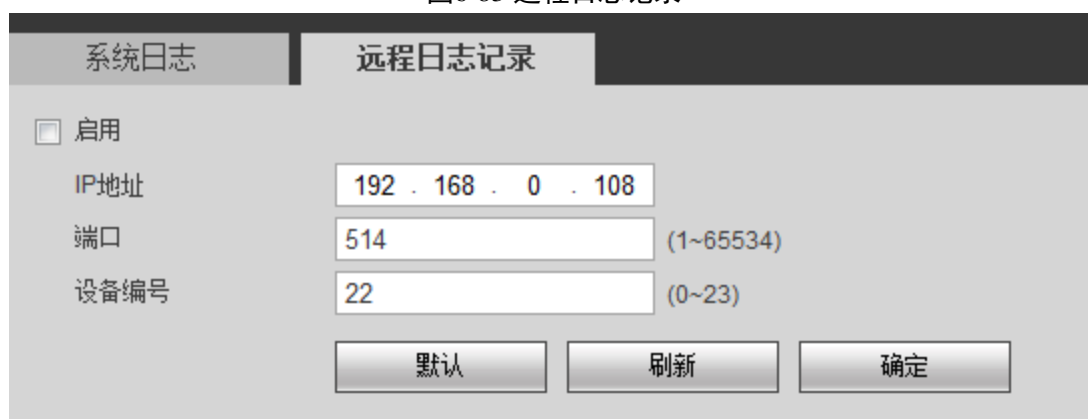 系统日志 远程日志记录
启用
IP地址 192 . 168 . 0 . 108
端口 514 (1~65534)
设备编号 22 (0~23)
默认 刷新 确定